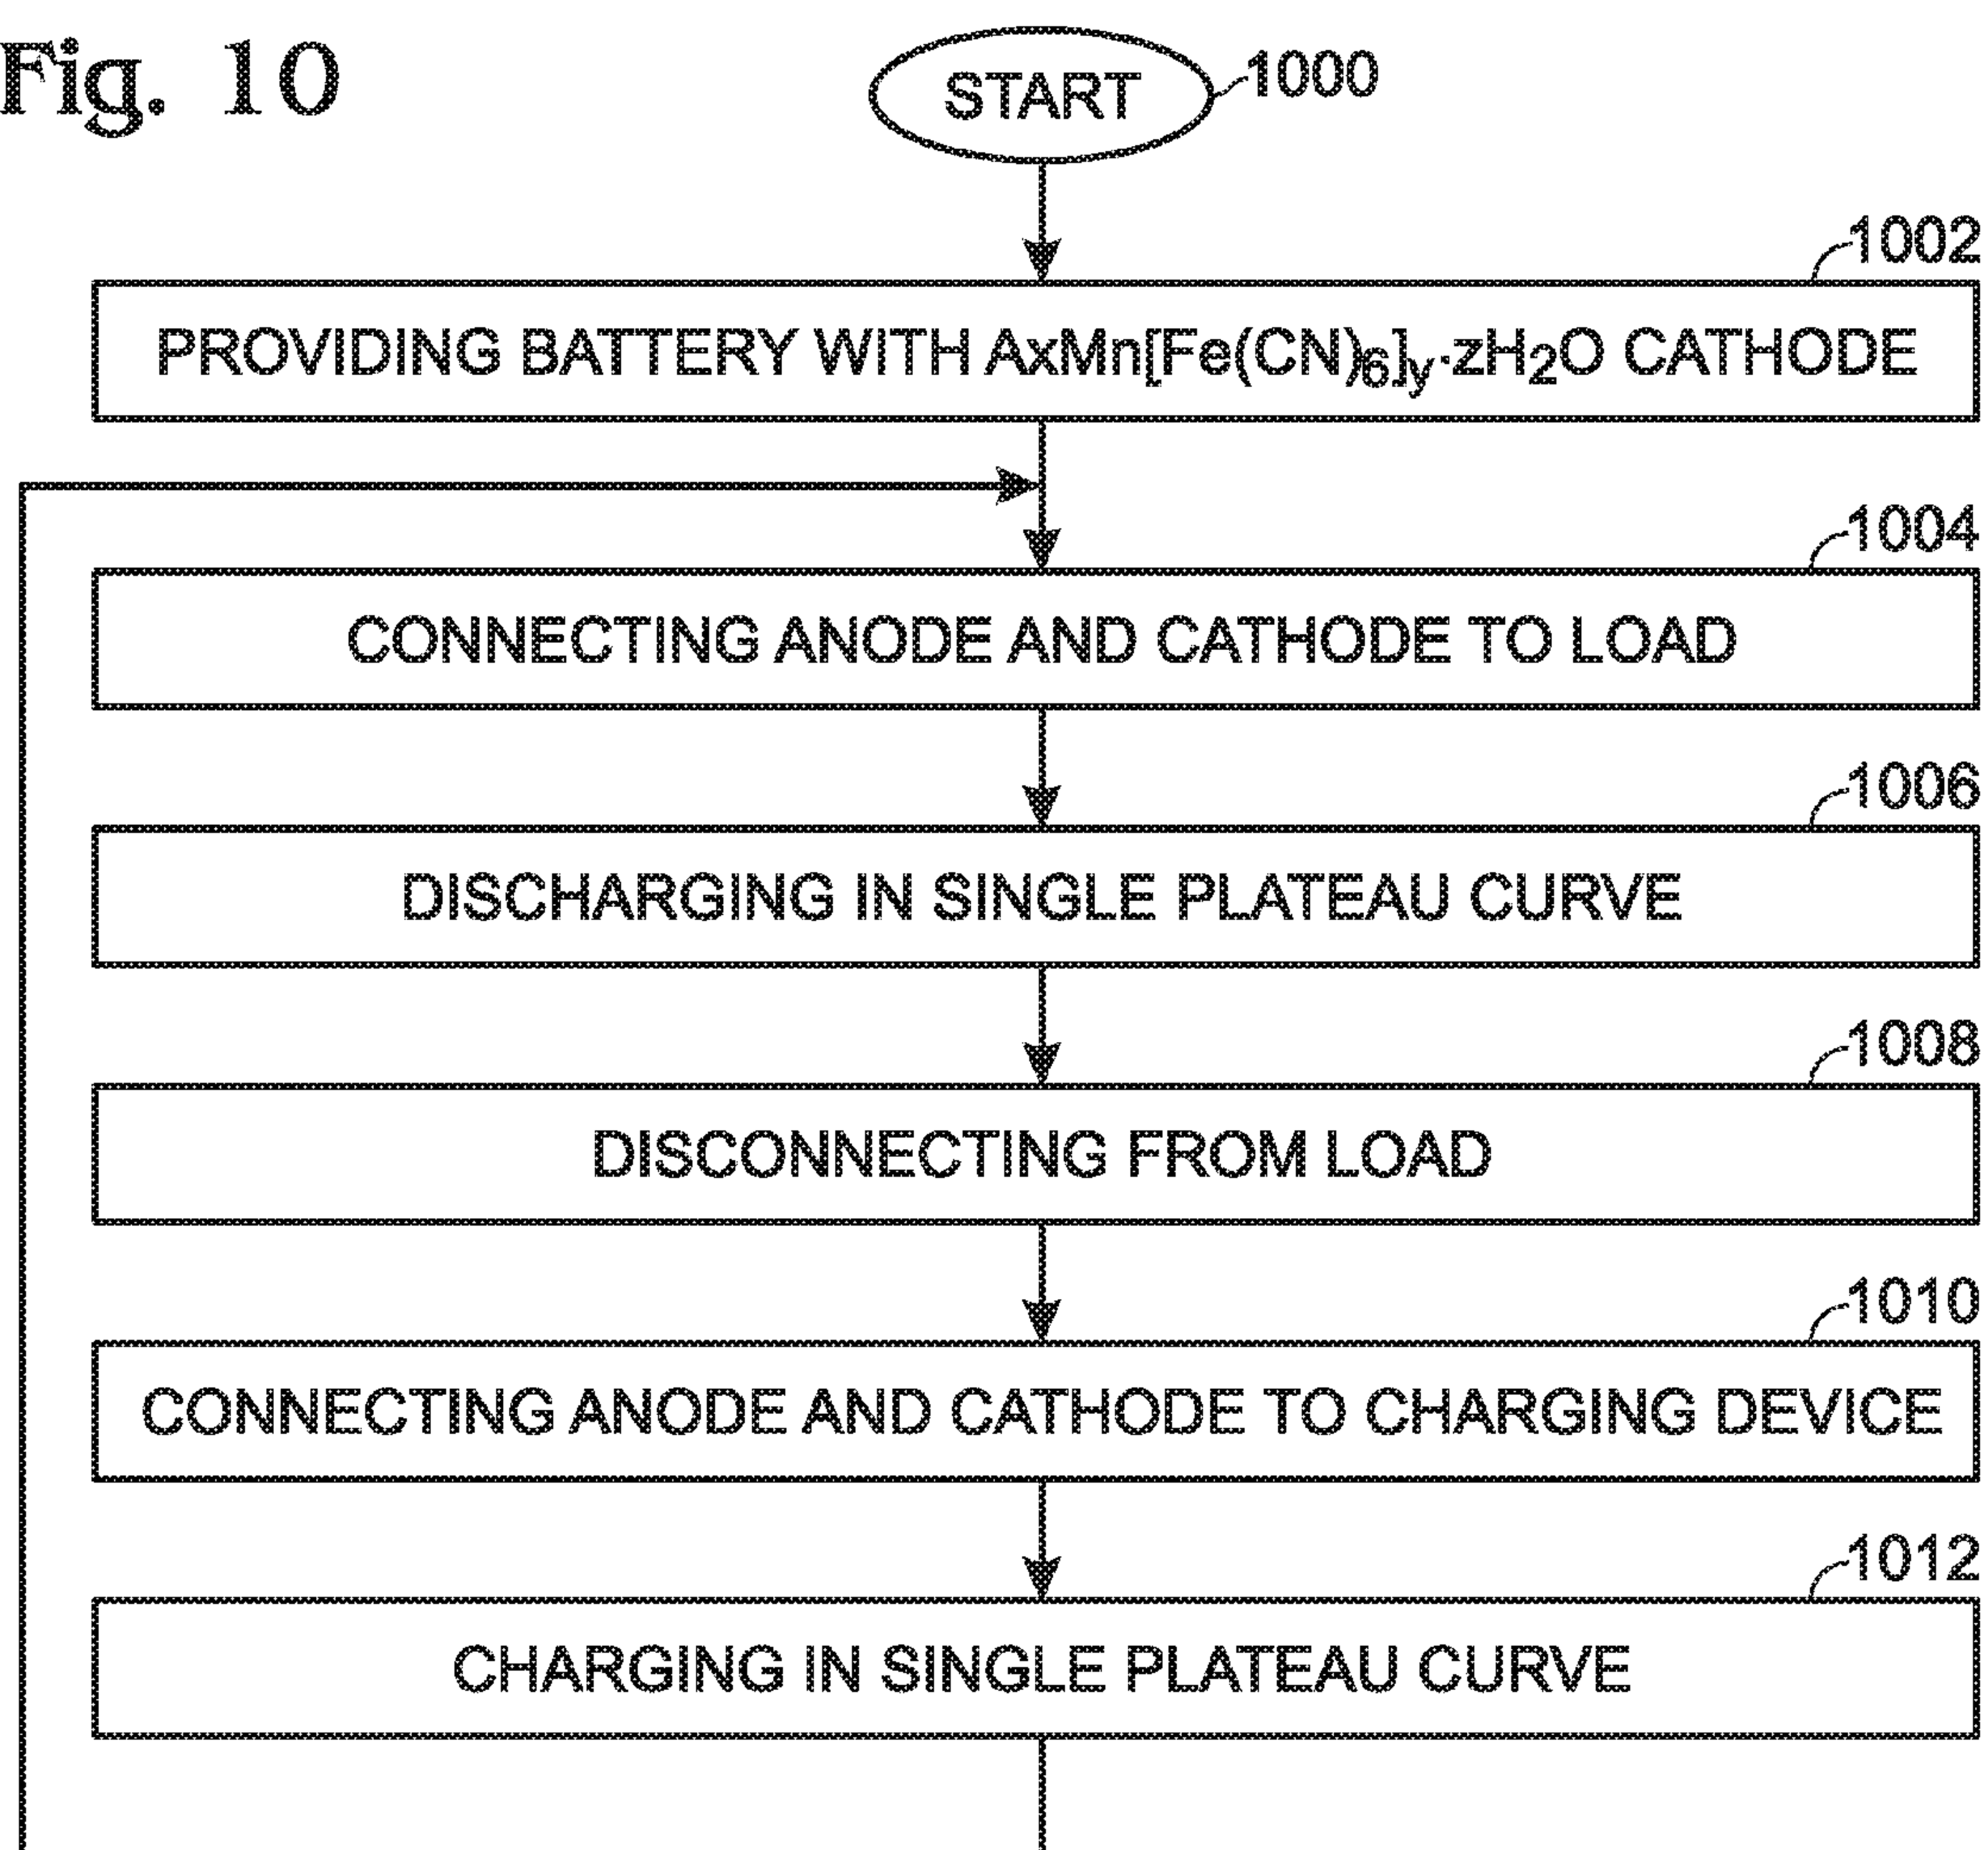 Fig. 10
START
1000
1002
PROVIDING BATTERY WITH AxMn[Fe(CN)₆]y·zH₂O CATHODE
1004
CONNECTING ANODE AND CATHODE TO LOAD
1006
DISCHARGING IN SINGLE PLATEAU CURVE
1008
DISCONNECTING FROM LOAD
1010
CONNECTING ANODE AND CATHODE TO CHARGING DEVICE
1012
CHARGING IN SINGLE PLATEAU CURVE